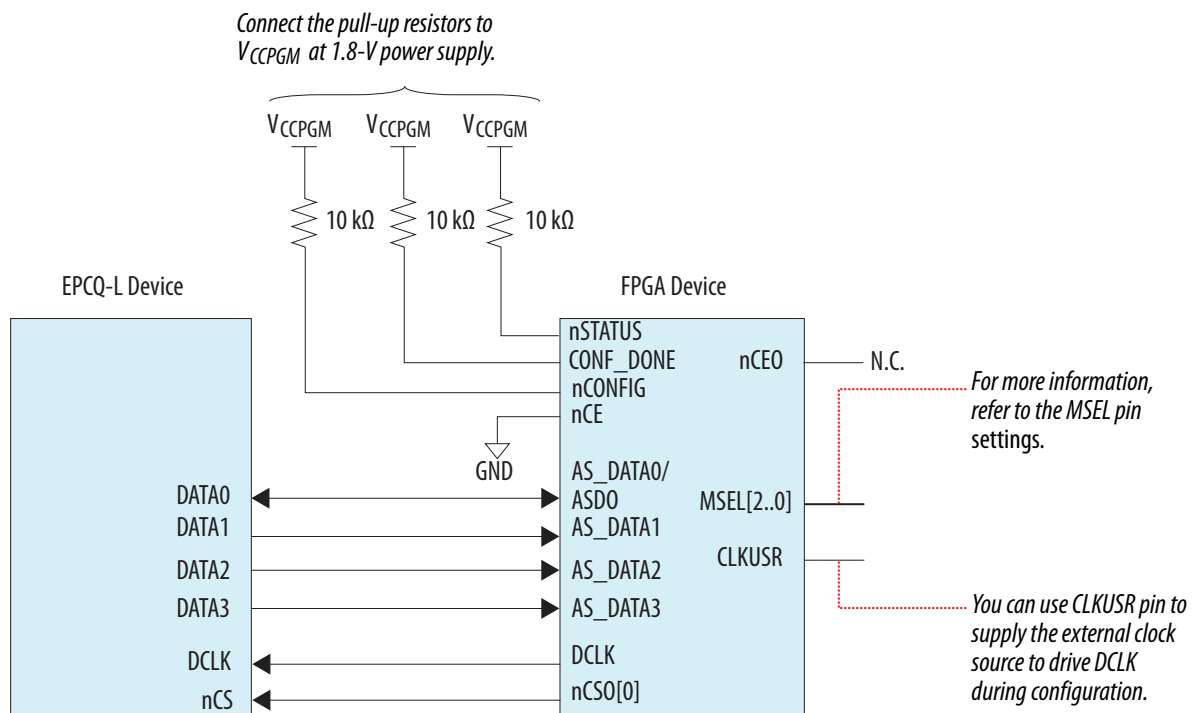 Connect the pull-up resistors to
VCCPGM at 1.8-V power supply.
VCCPGM VCCPGM VCCPGM
10 kΩ 10 kΩ 10 kΩ
EPCQ-L Device
FPGA Device
nSTATUS
CONF_DONE
nCONFIG
nCE
GND
nCEO
N.C.
For more information,
refer to the MSEL pin
settings.
DATA0
DATA1
DATA2
DATA3
DCLK
nCS
AS_DATA0/
ASDO
AS_DATA1
AS_DATA2
AS_DATA3
DCLK
nCSO[0]
MSEL[2..0]
CLKUSR
You can use CLKUSR pin to
supply the external clock
source to drive DCLK
during configuration.